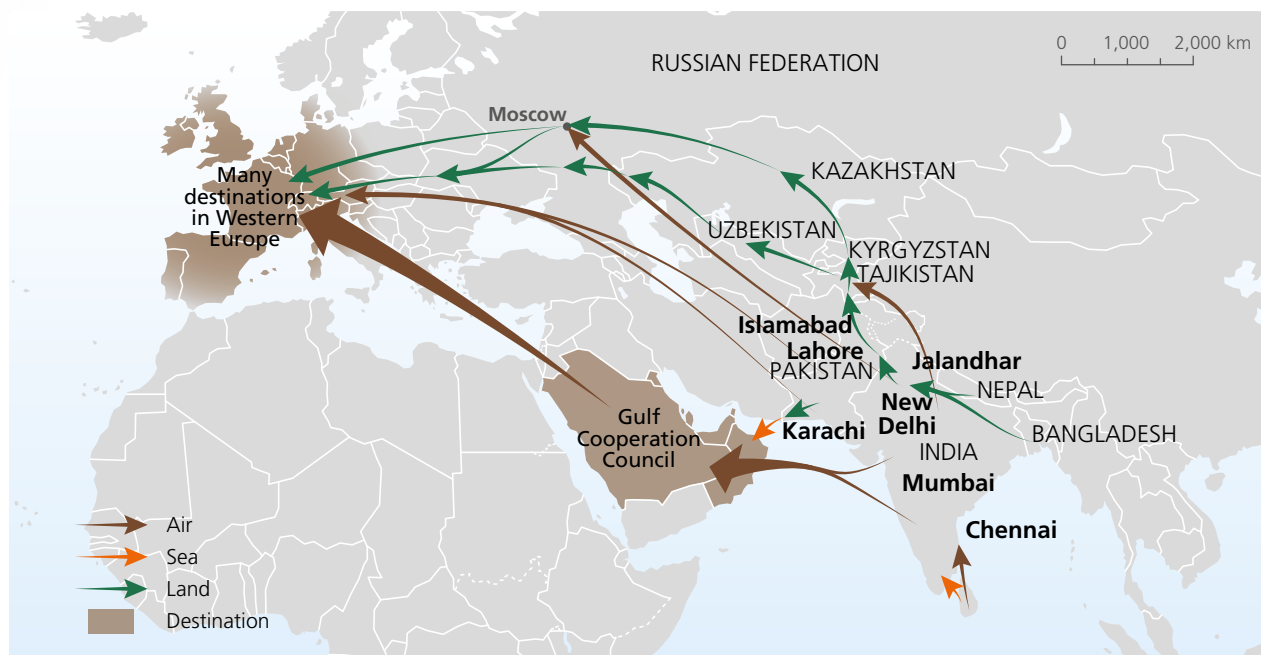 0 1,000 2,000 km
RUSSIAN FEDERATION
Moscow
KAZAKHSTAN
Many
destinations
in Western
Europe
UZBEKISTAN
KYRGYZSTAN
TAJIKISTAN
Islamabad
Lahore
Jalandhar
PAKISTAN
NEPAL
New
Delhi
Gulf
Cooperation
Council
Karachi
BANGLADESH
INDIA
Mumbai
Chennai
Air
Sea
Land
Destination